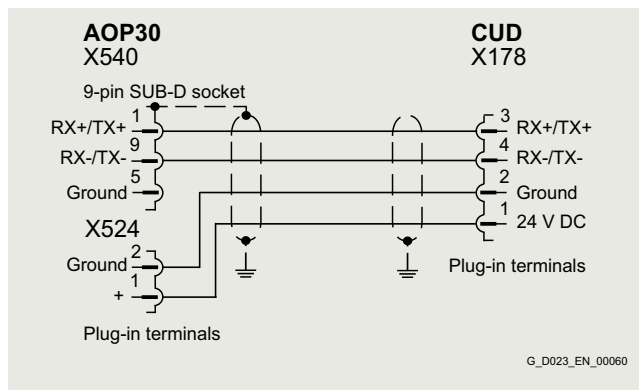 AOP30
X540
CUD
X178
9-pin SUB-D socket
1
RX+/TX+
9
RX-/TX-
5
Ground
X524
2
Ground
1
+
Plug-in terminals
3
RX+/TX+
4
RX-/TX-
2
Ground
1
24 V DC
Plug-in terminals
G_D023_EN_00060